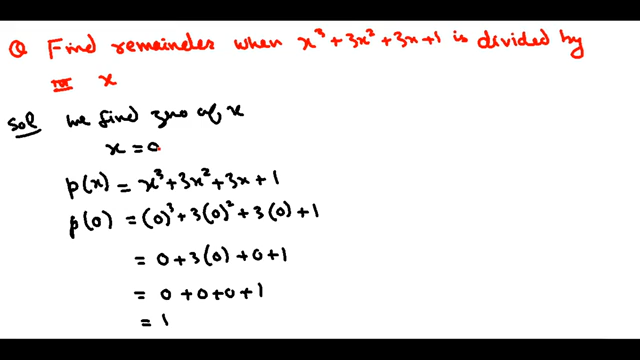 Q Find remainder when x³ + 3x² + 3x + 1 is divided by
III x
Sol We find zero of x
x = 0
p(x) = x³ + 3x² + 3x + 1
p(0) = (0)³ + 3(0)² + 3(0) + 1
= 0 + 3(0) + 0 + 1
= 0 + 0 + 0 + 1
= 1